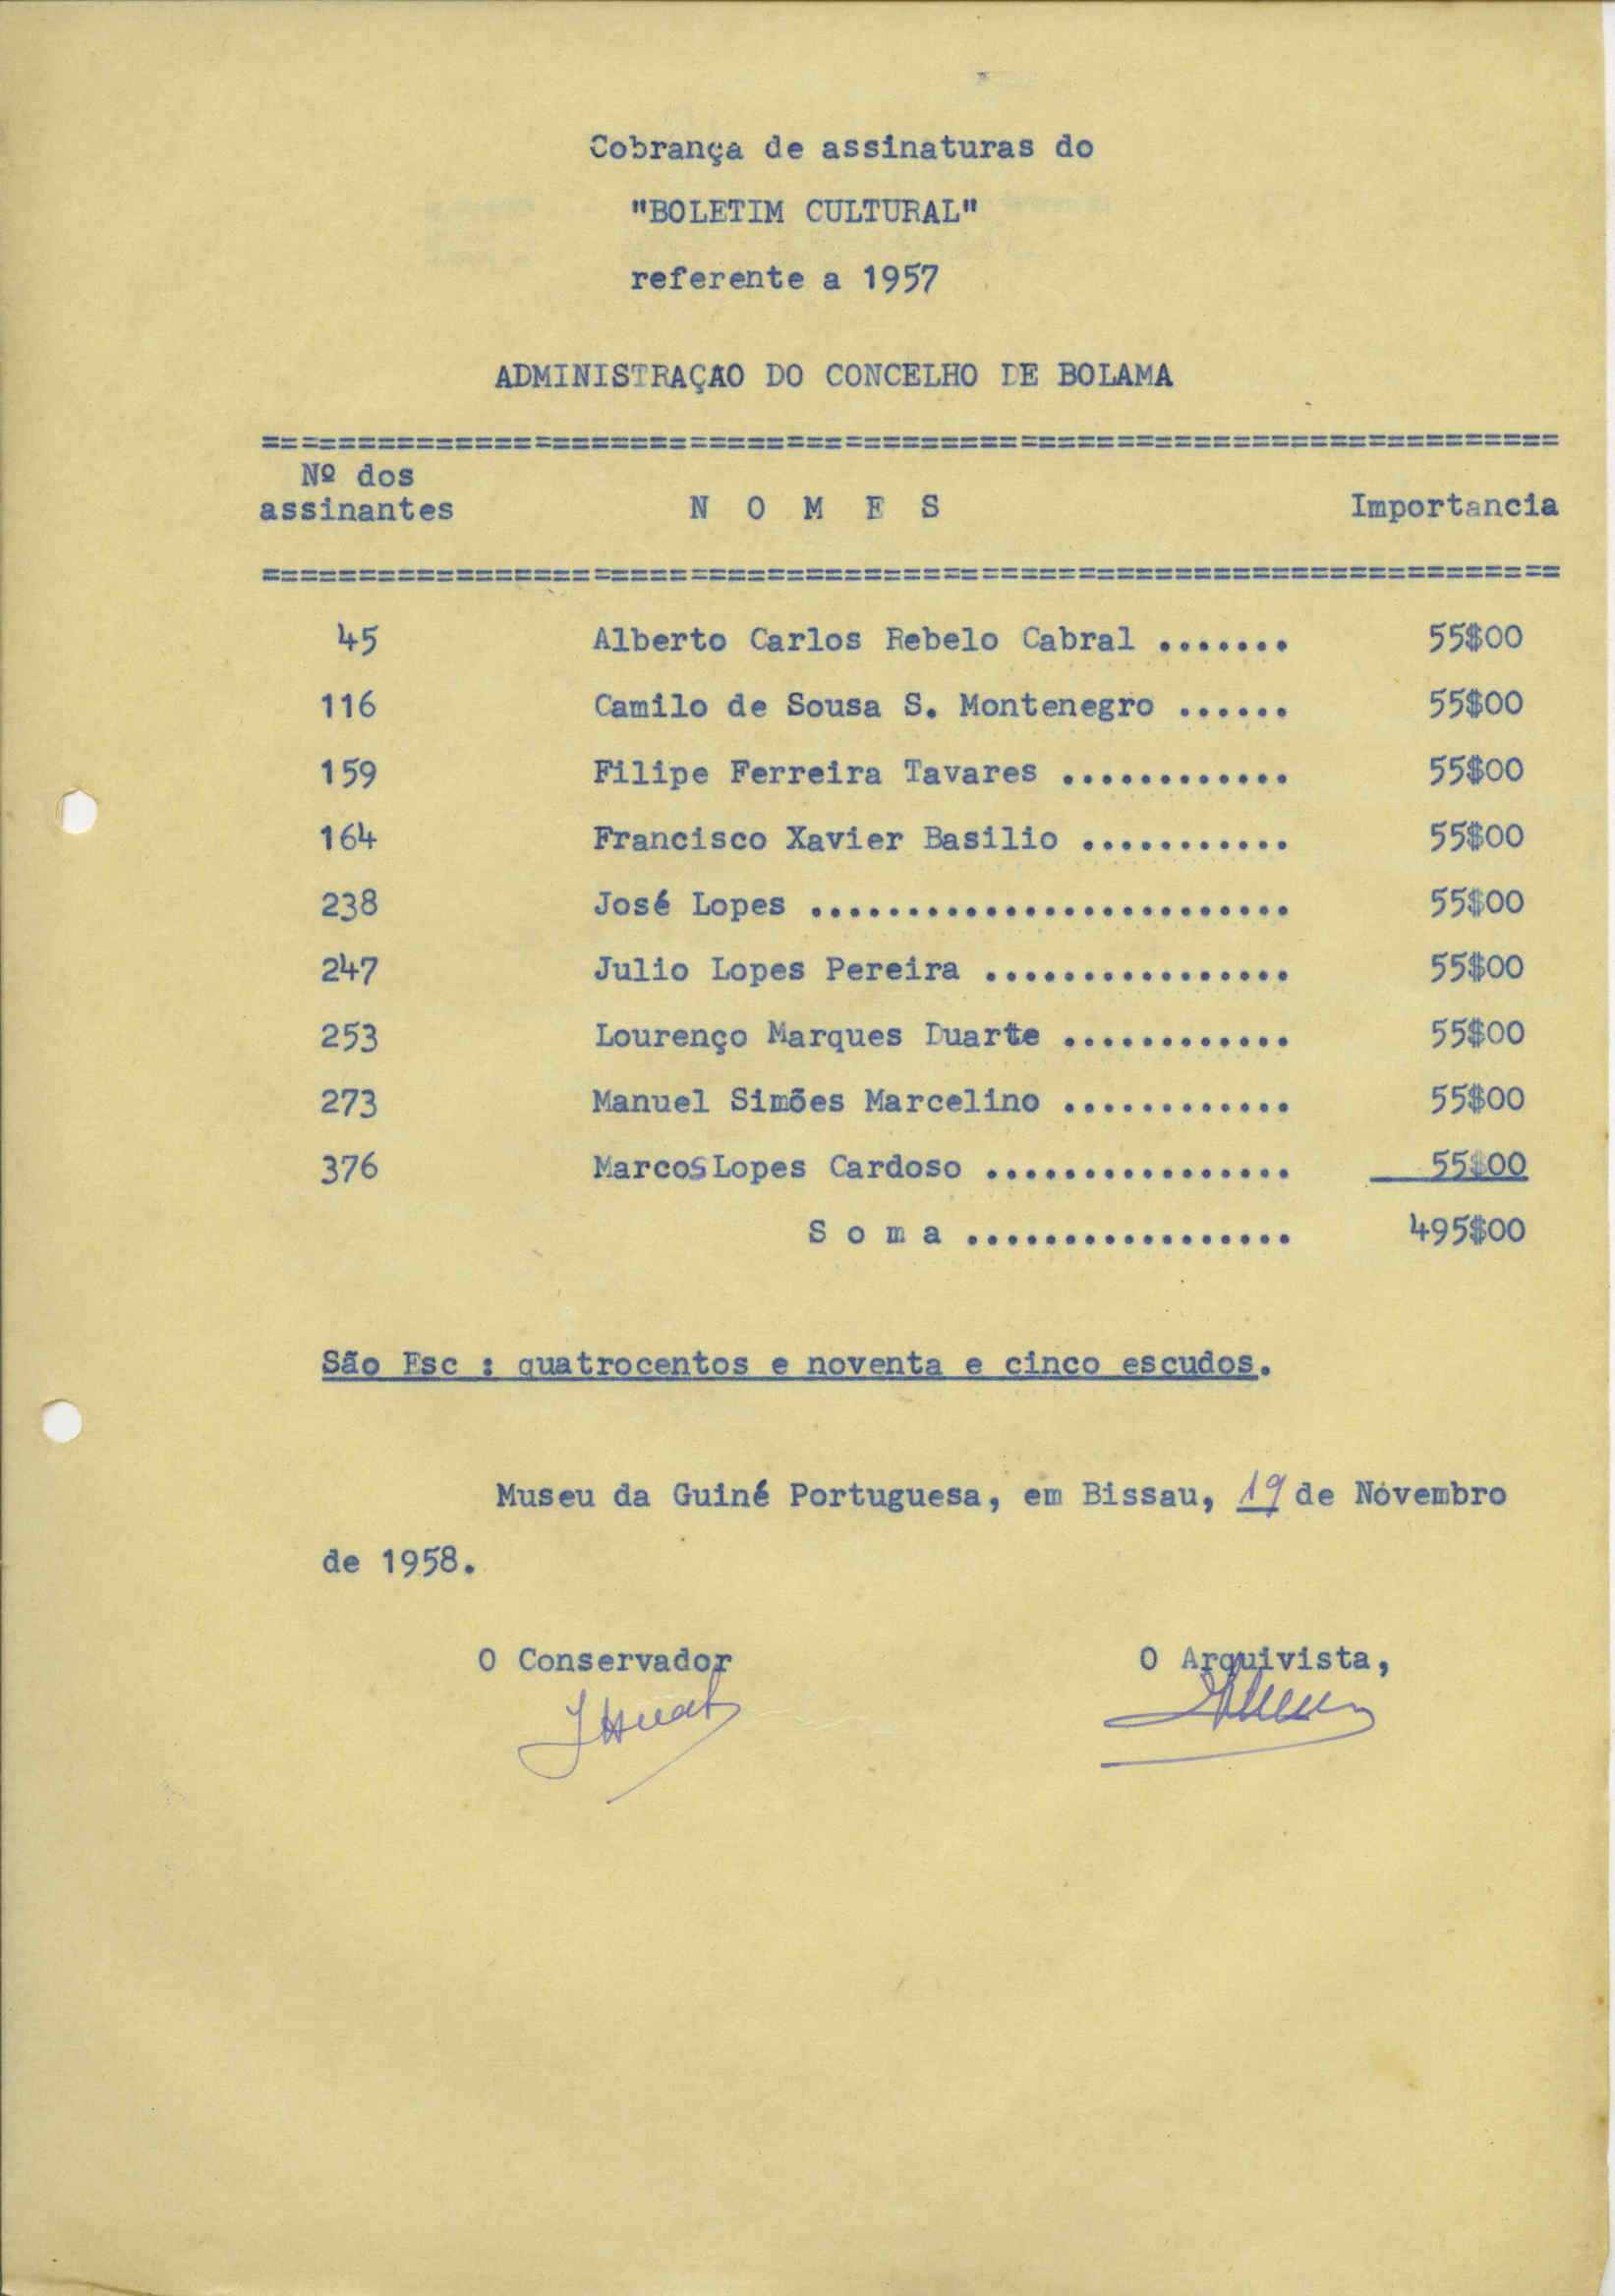 Cobrança de assinaturas do
"BOLETIM CULTURAL"
referente a 1957
ADMINISTRAÇAO DO CONCELHO DE BOLAMA
===================================================================
Nº dos
assinantes N O M E S Importancia
===================================================================
45 Alberto Carlos Rebelo Cabral ....... 55$00
116 Camilo de Sousa S. Montenegro ...... 55$00
159 Filipe Ferreira Tavares ............ 55$00
164 Francisco Xavier Basilio ........... 55$00
238 José Lopes ......................... 55$00
247 Julio Lopes Pereira ................ 55$00
253 Lourenço Marques Duarte ............ 55$00
273 Manuel Simões Marcelino ............ 55$00
376 Marcos Lopes Cardoso ................ 55$00
S o m a ................. 495$00
São Esc : quatrocentos e noventa e cinco escudos.
Museu da Guiné Portuguesa, em Bissau, 19 de Novembro
de 1958.
O Conservador O Arquivista,